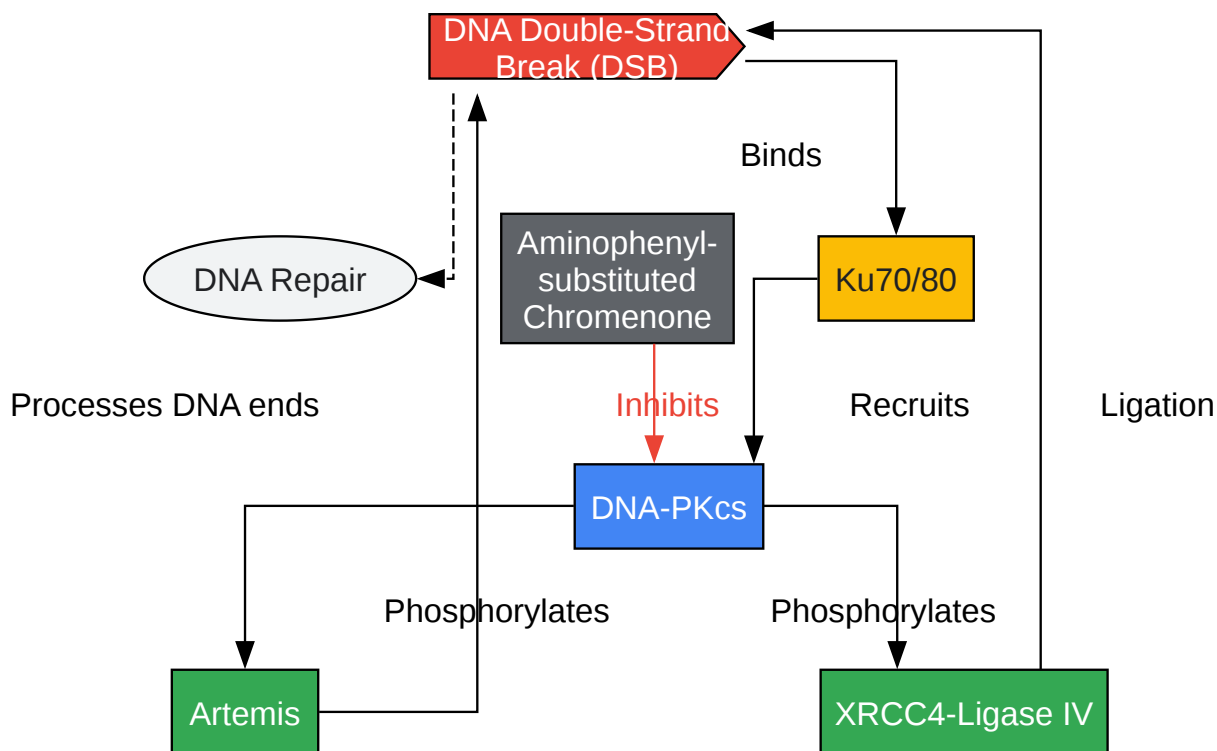 DNA Double-Strand
Break (DSB)
Binds
Aminophenyl-
substituted
Chromenone
DNA Repair
Ku70/80
Processes DNA ends
Inhibits
Recruits
Ligation
DNA-PKcs
Phosphorylates
Phosphorylates
Artemis
XRCC4-Ligase IV